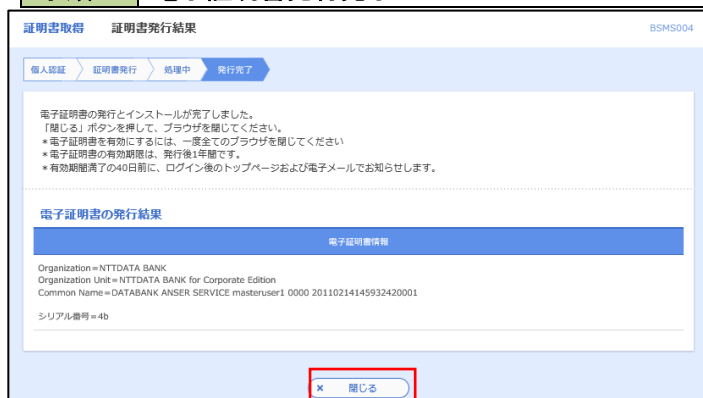 証明書取得 証明書発行結果 BSMS004
個人認証 証明書発行 処理中 発行完了
電子証明書の発行とインストールが完了しました。
「閉じる」ボタンを押して、ブラウザを閉じてください。
＊電子証明書を有効にするには、一度全てのブラウザを閉じてください
＊電子証明書の有効期限は、発行後1年間です。
＊有効期間満了の40日前に、ログイン後のトップページおよび電子メールでお知らせします。
電子証明書の発行結果
電子証明書情報
Organization=NTTDATA BANK
Organization Unit=NTTDATA BANK for Corporate Edition
Common Name=DATABANK ANSER SERVICE masteruser1 0000 20110214145932420001
シリアル番号=4b
× 閉じる